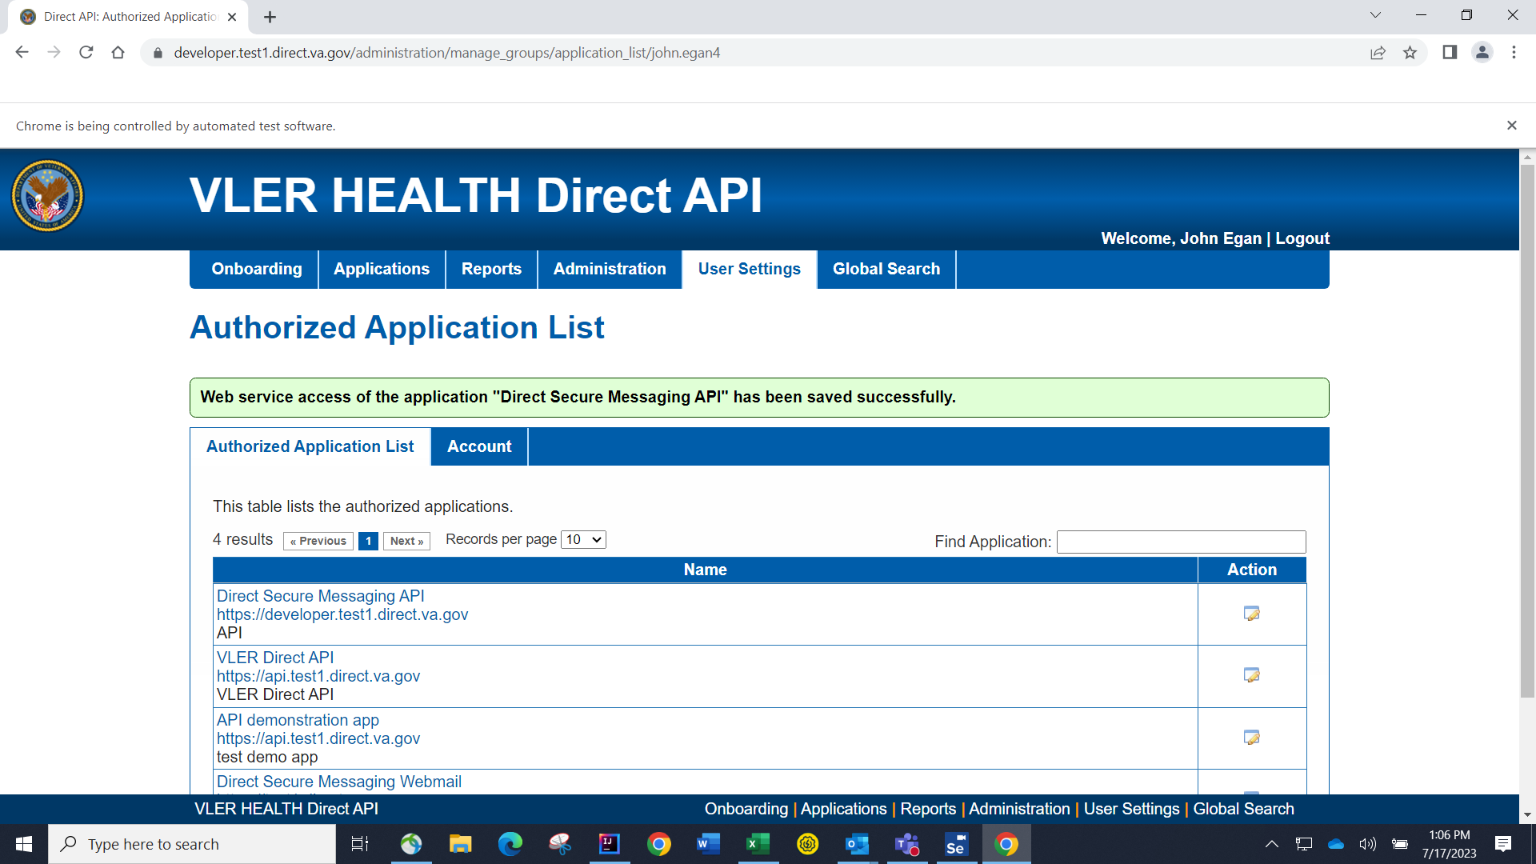 Direct API: Authorized Applicatio
developer.test1.direct.va.gov/administration/manage_groups/application_list/john.egan4
Chrome is being controlled by automated test software.
VLER HEALTH Direct API
Welcome, John Egan | Logout
Onboarding Applications Reports Administration User Settings Global Search
Authorized Application List
Web service access of the application "Direct Secure Messaging API" has been saved successfully.
Authorized Application List Account
This table lists the authorized applications.
4 results « Previous 1 Next » Records per page 10 Find Application:
Name Action
Direct Secure Messaging API
https://developer.test1.direct.va.gov
API
VLER Direct API
https://api.test1.direct.va.gov
VLER Direct API
API demonstration app
https://api.test1.direct.va.gov
test demo app
Direct Secure Messaging Webmail
VLER HEALTH Direct API Onboarding | Applications | Reports | Administration | User Settings | Global Search
Type here to search
1:06 PM
7/17/2023